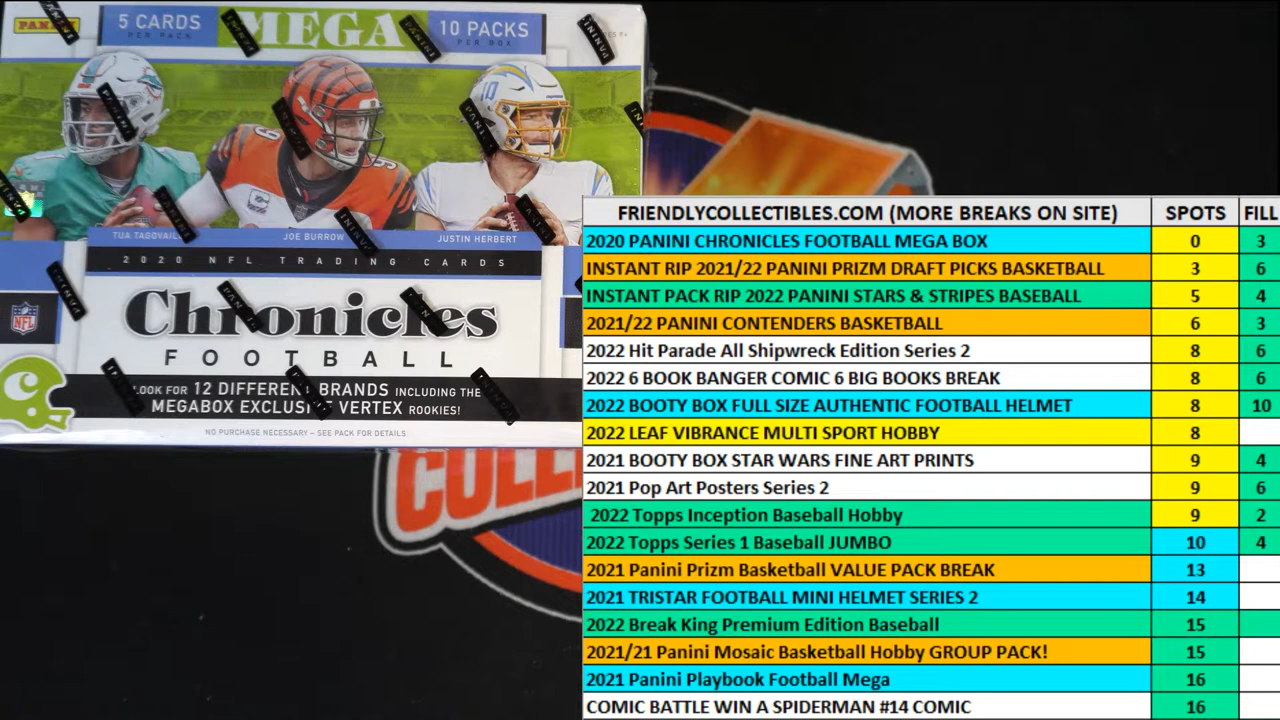 PANINI
5 CARDS
PER PACK
MEGA
10 PACKS
PER BOX
AGES 9+
TUA TAGOVAIL
JOE BURROW
JUSTIN HERBERT
2020 NFL TRADING CARDS
NFL
Chronicles
FOOTBALL
LOOK FOR 12 DIFFERENT BRANDS INCLUDING THE
MEGABOX EXCLUSIVE VERTEX ROOKIES!
NO PURCHASE NECESSARY – SEE PACK FOR DETAILS
COLLE
FRIENDLYCOLLECTIBLES.COM (MORE BREAKS ON SITE) SPOTS FILL
2020 PANINI CHRONICLES FOOTBALL MEGA BOX 0 3
INSTANT RIP 2021/22 PANINI PRIZM DRAFT PICKS BASKETBALL 3 6
INSTANT PACK RIP 2022 PANINI STARS & STRIPES BASEBALL 5 4
2021/22 PANINI CONTENDERS BASKETBALL 6 3
2022 Hit Parade All Shipwreck Edition Series 2 8 6
2022 6 BOOK BANGER COMIC 6 BIG BOOKS BREAK 8 6
2022 BOOTY BOX FULL SIZE AUTHENTIC FOOTBALL HELMET 8 10
2022 LEAF VIBRANCE MULTI SPORT HOBBY 8
2021 BOOTY BOX STAR WARS FINE ART PRINTS 9 4
2021 Pop Art Posters Series 2 9 6
2022 Topps Inception Baseball Hobby 9 2
2022 Topps Series 1 Baseball JUMBO 10 4
2021 Panini Prizm Basketball VALUE PACK BREAK 13
2021 TRISTAR FOOTBALL MINI HELMET SERIES 2 14
2022 Break King Premium Edition Baseball 15
2021/21 Panini Mosaic Basketball Hobby GROUP PACK! 15
2021 Panini Playbook Football Mega 16
COMIC BATTLE WIN A SPIDERMAN #14 COMIC 16